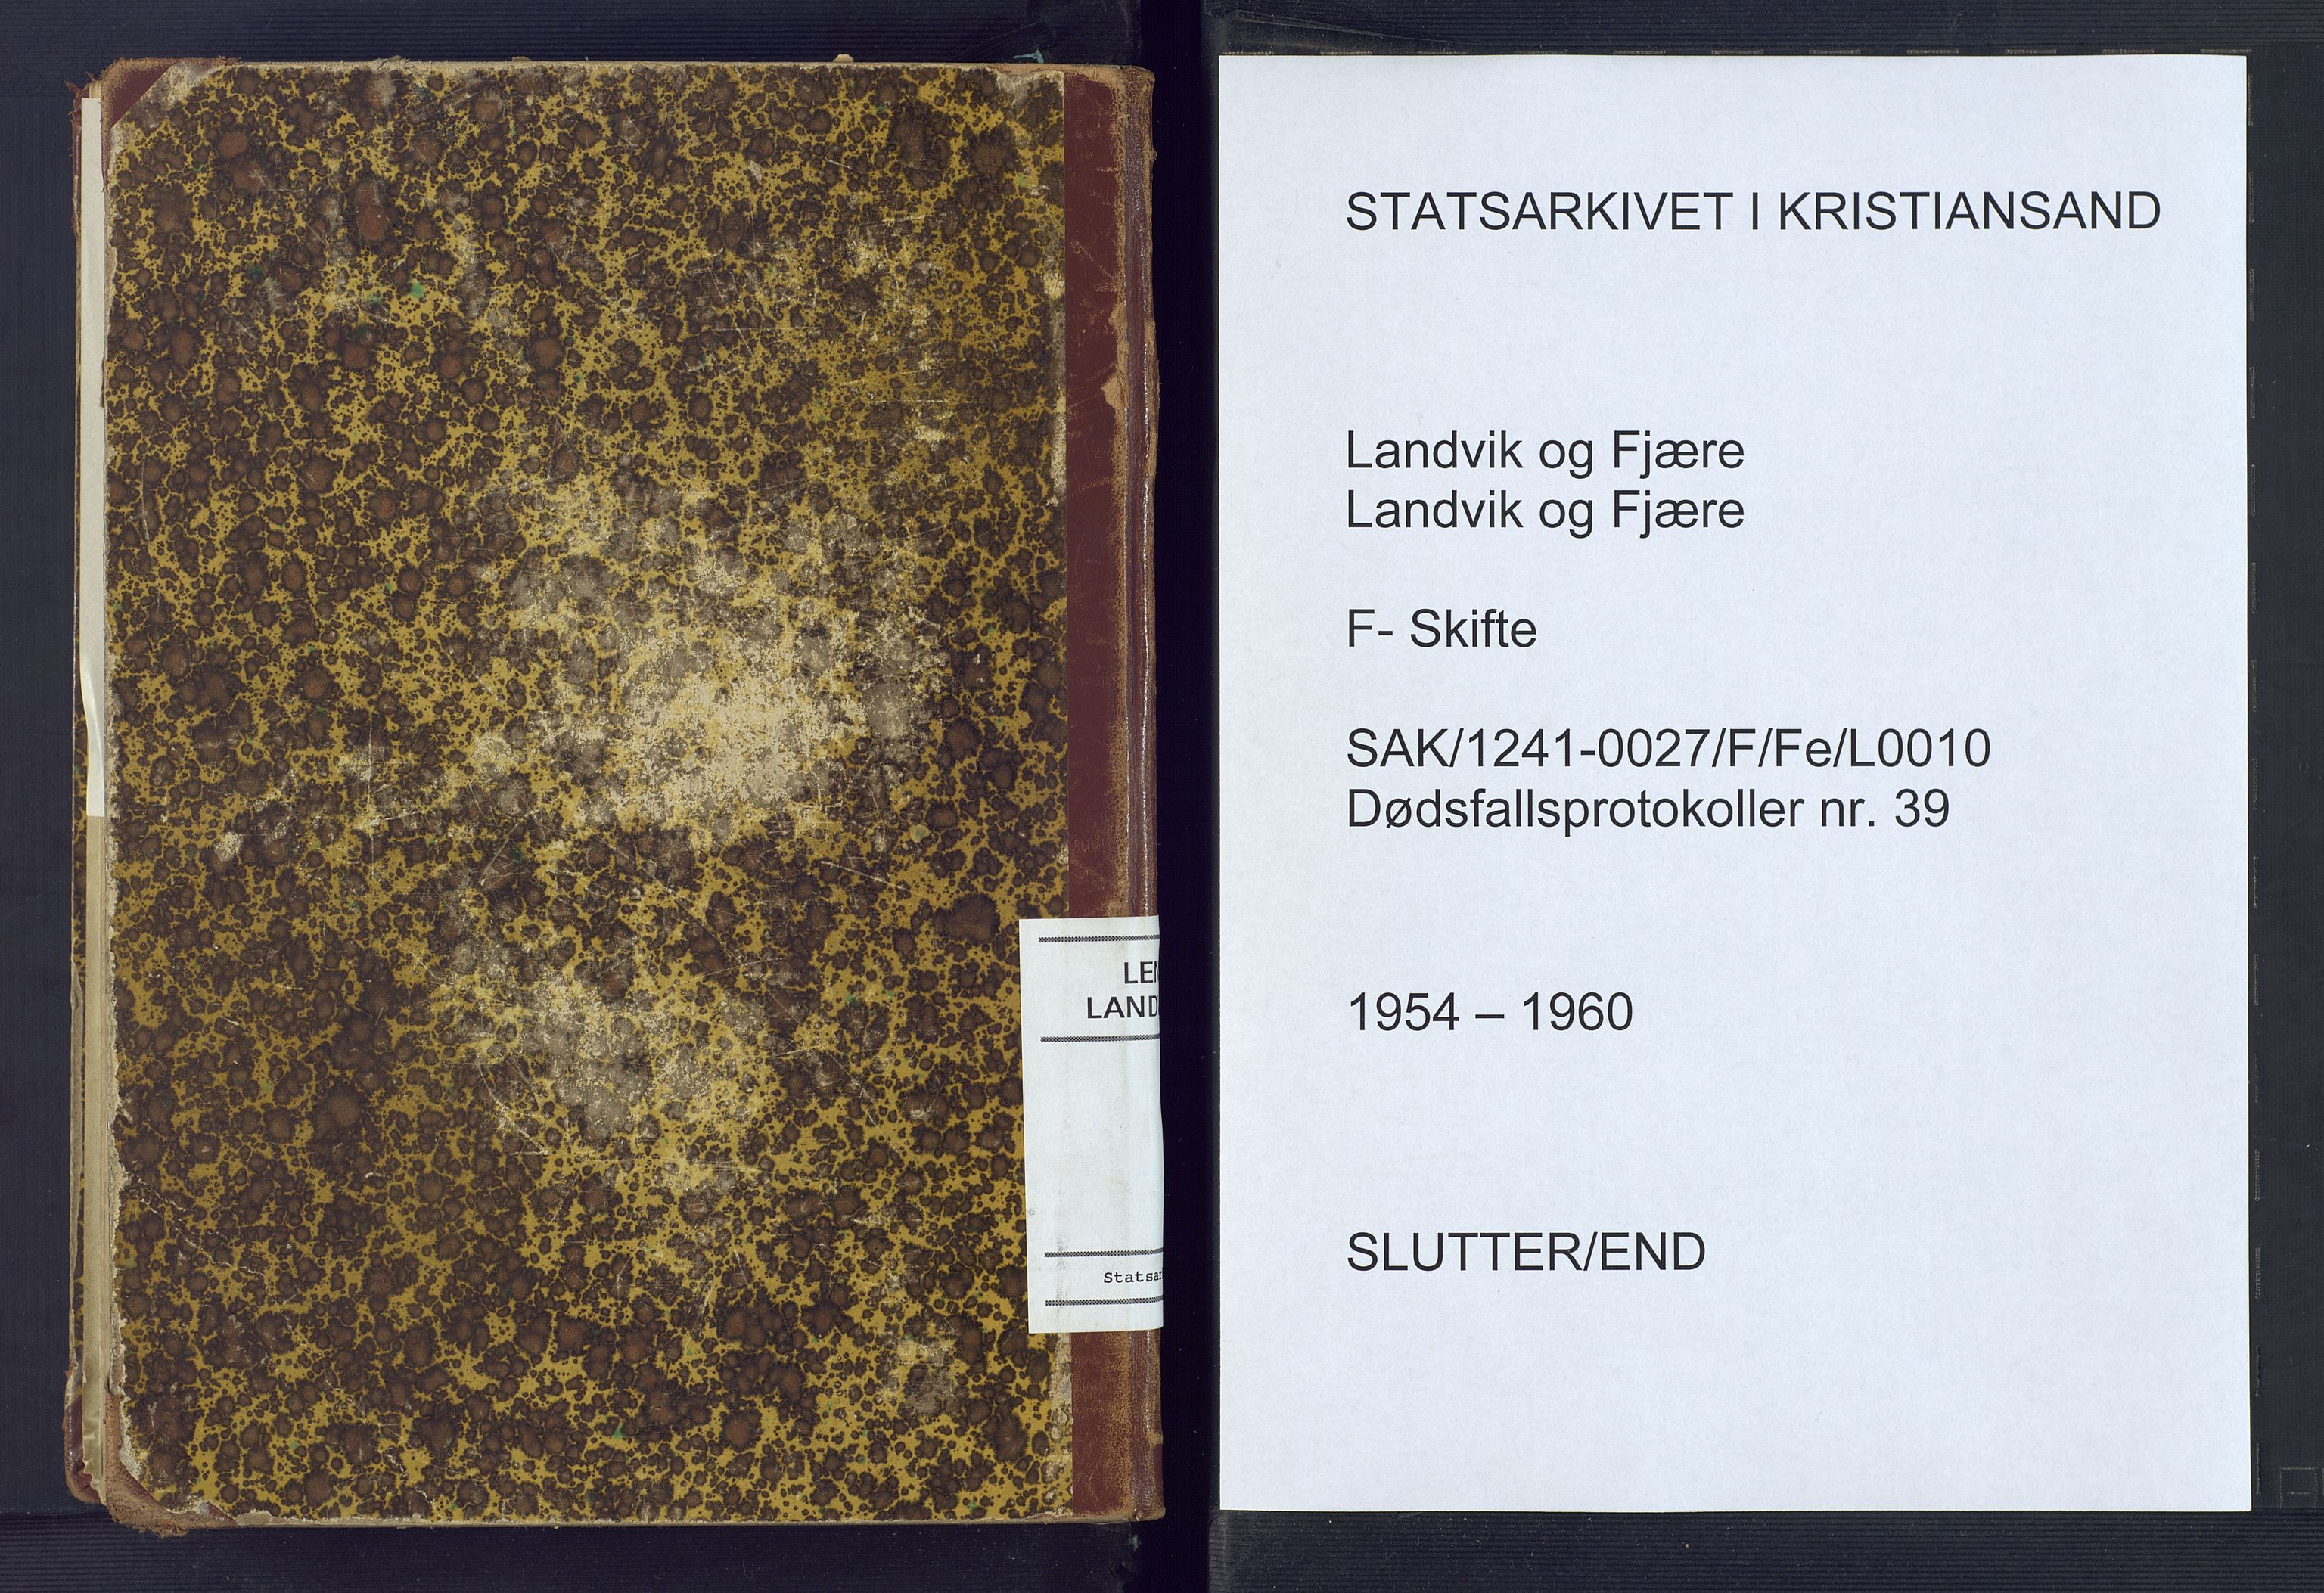 LEN
LAND
Statsar
STATSARKIVET I KRISTIANSAND
Landvik og Fjære
Landvik og Fjære
F- Skifte
SAK/1241-0027/F/Fe/L0010
Dødsfallsprotokoller nr. 39
1954 – 1960
SLUTTER/END